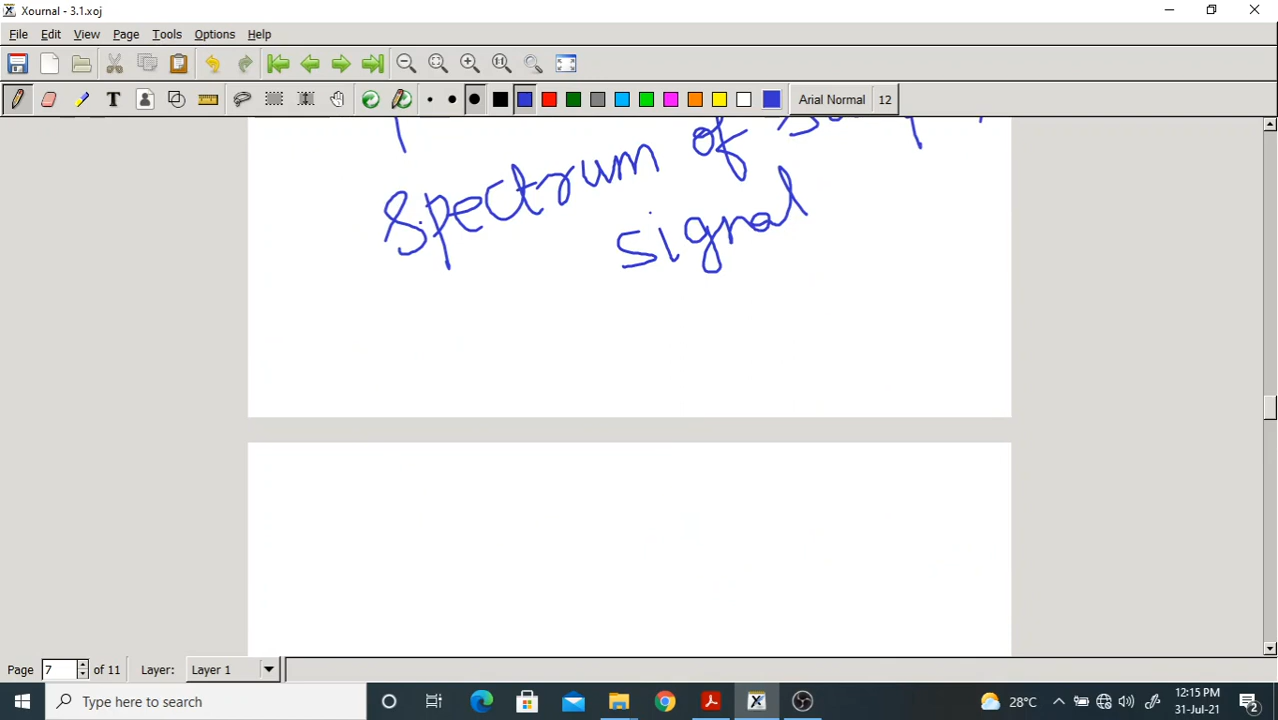 Xournal - 3.1.xoj
File Edit View Page Tools Options Help
T Arial Normal 12
of
spectrum
signal
Page 7 of 11 Layer: Layer 1
Type here to search
28°C
12:15 PM
31-Jul-21
2